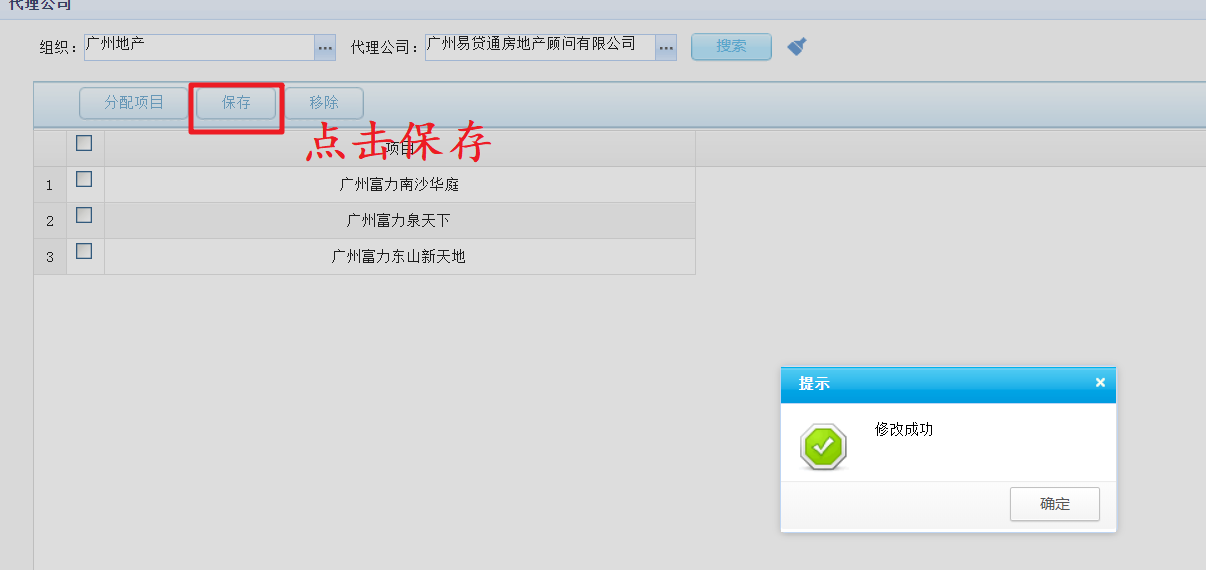 代理公司
组织： 广州地产 ... 代理公司： 广州易贷通房地产顾问有限公司 ... 搜索
分配项目 保存 移除
点击保存
项目
1 广州富力南沙华庭
2 广州富力泉天下
3 广州富力东山新天地
提示 ×
修改成功
确定